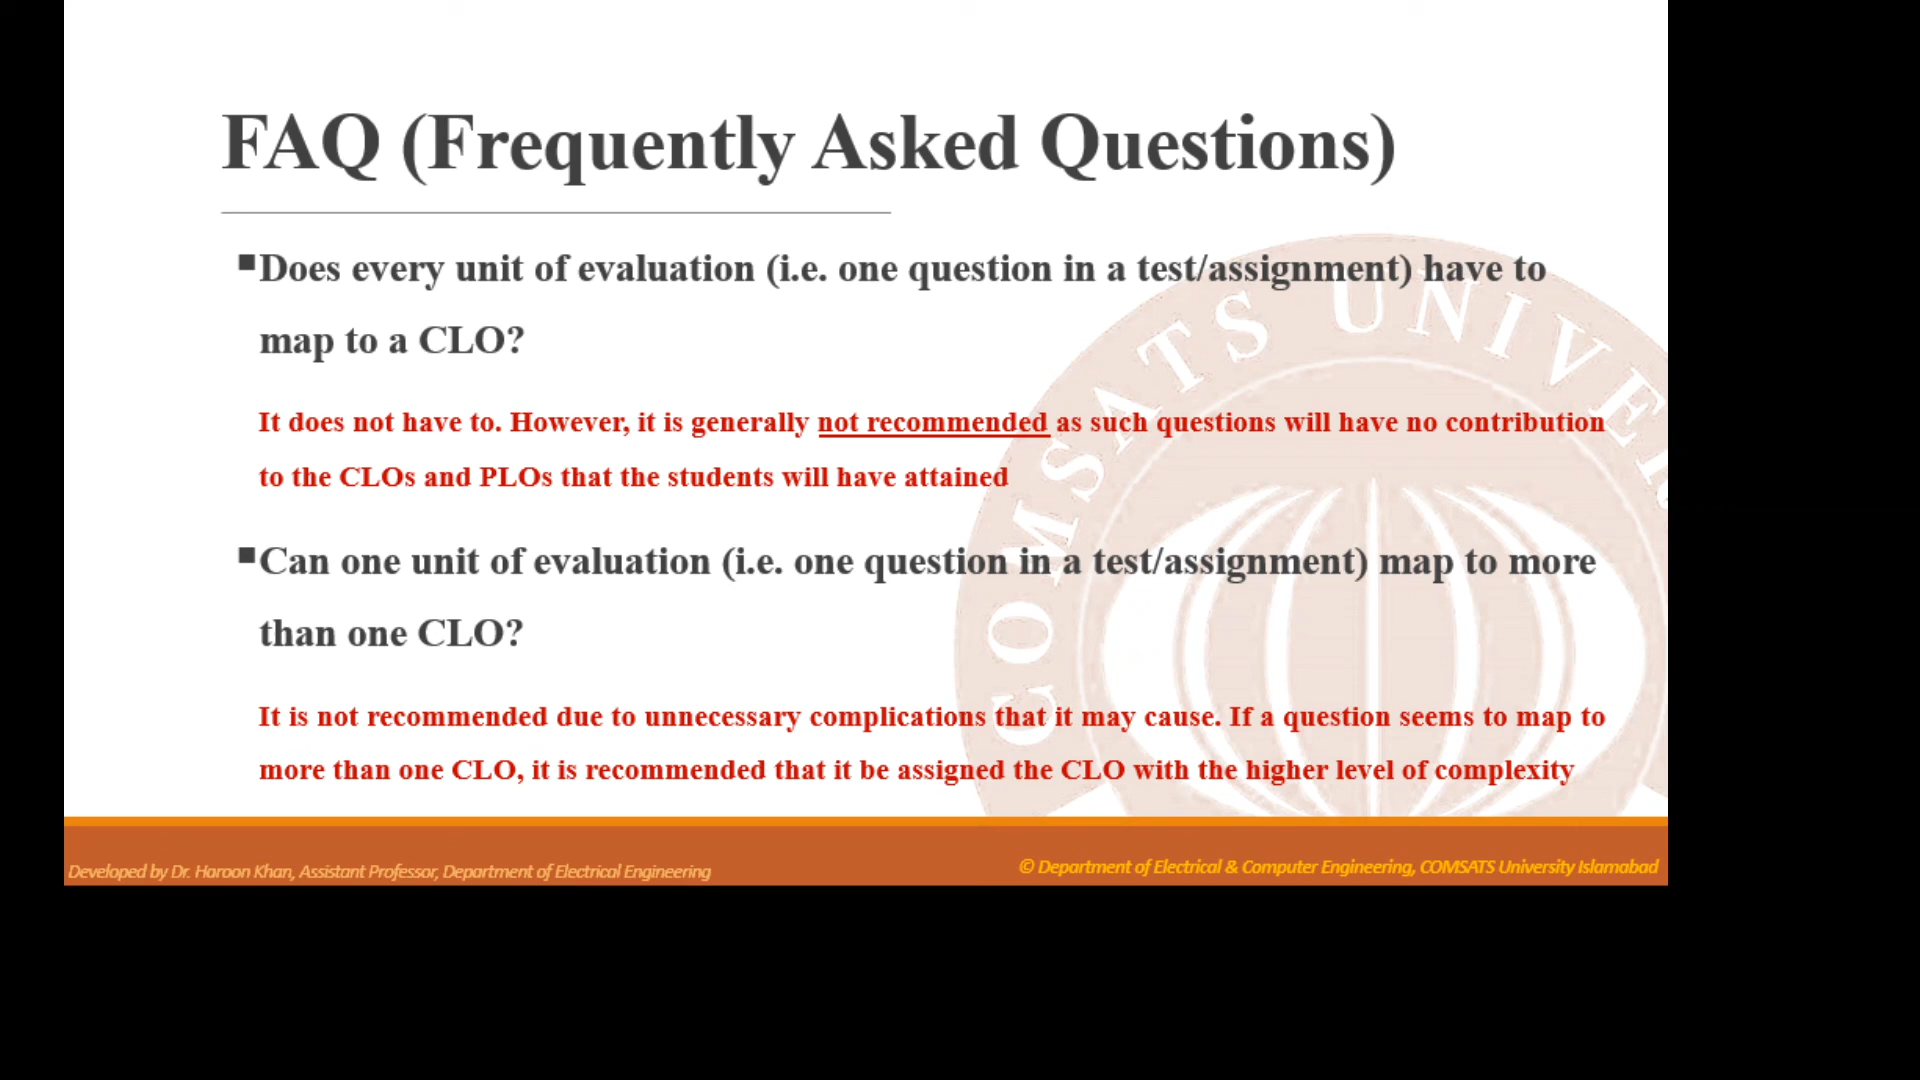 FAQ (Frequently Asked Questions)
▪Does every unit of evaluation (i.e. one question in a test/assignment) have to
map to a CLO?
It does not have to. However, it is generally not recommended as such questions will have no contribution
to the CLOs and PLOs that the students will have attained
▪Can one unit of evaluation (i.e. one question in a test/assignment) map to more
than one CLO?
It is not recommended due to unnecessary complications that it may cause. If a question seems to map to
more than one CLO, it is recommended that it be assigned the CLO with the higher level of complexity
COMSATS UNIVER
Developed by Dr. Haroon Khan, Assistant Professor, Department of Electrical Engineering
© Department of Electrical & Computer Engineering, COMSATS University Islamabad